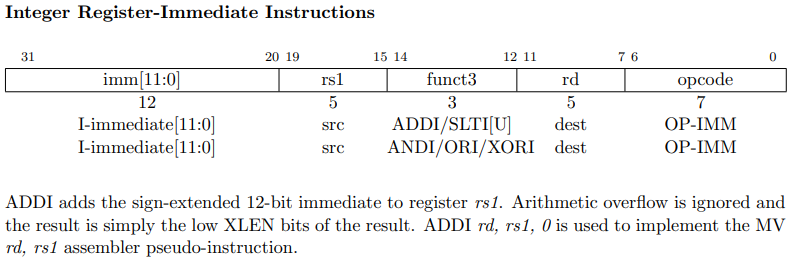 Integer Register-Immediate Instructions
31 20 19 15 14 12 11 7 6 0
imm[11:0] rs1 funct3 rd opcode
12 5 3 5 7
I-immediate[11:0] src ADDI/SLTI[U] dest OP-IMM
I-immediate[11:0] src ANDI/ORI/XORI dest OP-IMM
ADDI adds the sign-extended 12-bit immediate to register rs1. Arithmetic overflow is ignored and
the result is simply the low XLEN bits of the result. ADDI rd, rs1, 0 is used to implement the MV
rd, rs1 assembler pseudo-instruction.